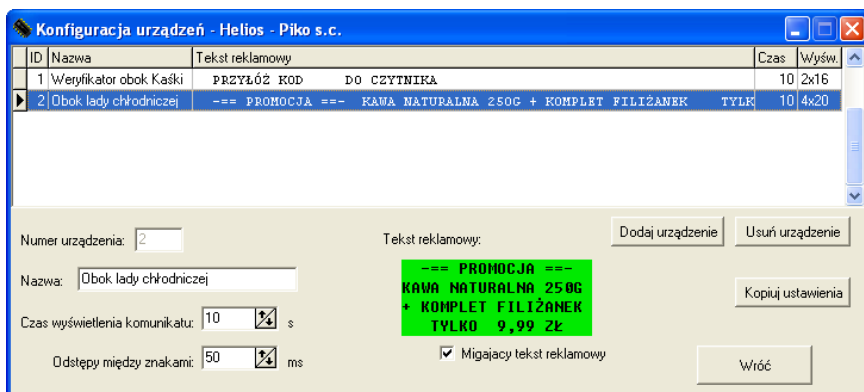 Konfiguracja urządzeń - Helios - Piko s.c.
ID Nazwa Tekst reklamowy Czas Wyśw.
1 Weryfikator obok Kaśki PRZYŁÓŻ KOD DO CZYTNIKA 10 2x16
2 Obok lady chłodniczej -== PROMOCJA ==- KAWA NATURALNA 250G + KOMPLET FILIŻANEK TYLK 10 4x20
Dodaj urządzenie Usuń urządzenie
Numer urządzenia: 2 Tekst reklamowy:
-== PROMOCJA ==-
Nazwa: Obok lady chłodniczej KAWA NATURALNA 250G Kopiuj ustawienia
+ KOMPLET FILIŻANEK
Czas wyświetlenia komunikatu: 10 s TYLKO 9,99 ZŁ
Odstępy między znakami: 50 ms Migajacy tekst reklamowy Wróć